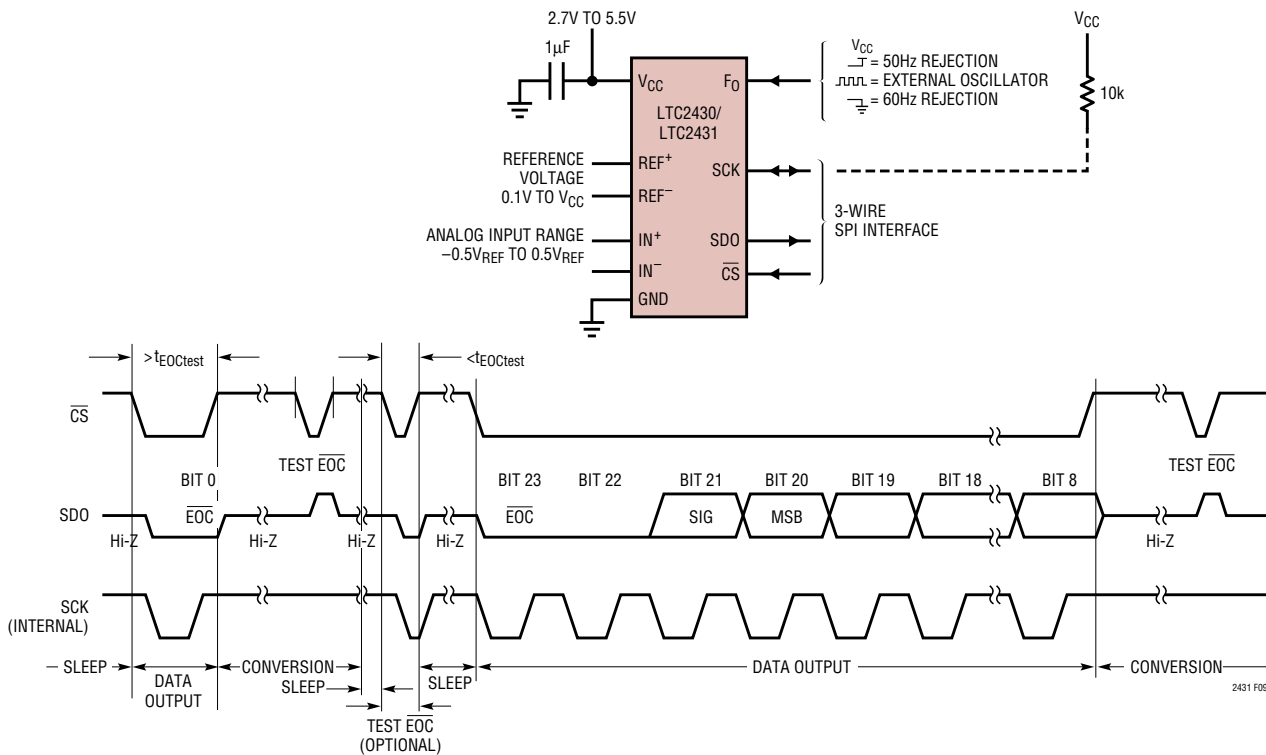 2.7V TO 5.5V
VCC
1µF
VCC
= 50Hz REJECTION
= EXTERNAL OSCILLATOR
= 60Hz REJECTION
10k
VCC
FO
LTC2430/
LTC2431
REFERENCE
VOLTAGE
0.1V TO VCC
REF+
SCK
REF−
3-WIRE
SPI INTERFACE
ANALOG INPUT RANGE
−0.5VREF TO 0.5VREF
IN+
SDO
IN−
CS
GND
>tEOCtest
<tEOCtest
CS
TEST EOC
TEST EOC
BIT 0
BIT 23
BIT 22
BIT 21
BIT 20
BIT 19
BIT 18
BIT 8
SDO
EOC
EOC
SIG
MSB
Hi-Z
Hi-Z
Hi-Z
Hi-Z
Hi-Z
SCK
(INTERNAL)
SLEEP
DATA
OUTPUT
CONVERSION
SLEEP
SLEEP
DATA OUTPUT
CONVERSION
TEST EOC
(OPTIONAL)
2431 F09